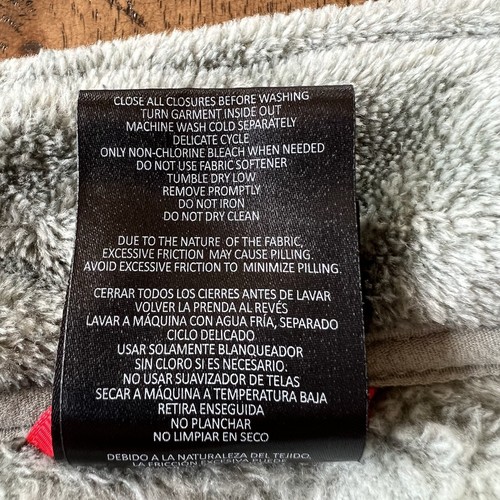 CLOSE ALL CLOSURES BEFORE WASHING
TURN GARMENT INSIDE OUT
MACHINE WASH COLD SEPARATELY
DELICATE CYCLE
ONLY NON-CHLORINE BLEACH WHEN NEEDED
DO NOT USE FABRIC SOFTENER
TUMBLE DRY LOW
REMOVE PROMPTLY
DO NOT IRON
DO NOT DRY CLEAN
DUE TO THE NATURE OF THE FABRIC,
EXCESSIVE FRICTION MAY CAUSE PILLING.
AVOID EXCESSIVE FRICTION TO MINIMIZE PILLING.
CERRAR TODOS LOS CIERRES ANTES DE LAVAR
VOLVER LA PRENDA AL REVÉS
LAVAR A MÁQUINA CON AGUA FRÍA, SEPARADO
CICLO DELICADO
USAR SOLAMENTE BLANQUEADOR
SIN CLORO SI ES NECESARIO.
NO USAR SUAVIZADOR DE TELAS
SECAR A MÁQUINA A TEMPERATURA BAJA
RETIRA ENSEGUIDA
NO PLANCHAR
NO LIMPIAR EN SECO
DEBIDO A LA NATURALEZA DEL TEJIDO,
LA FRICCIÓN EXCESIVA PUEDE